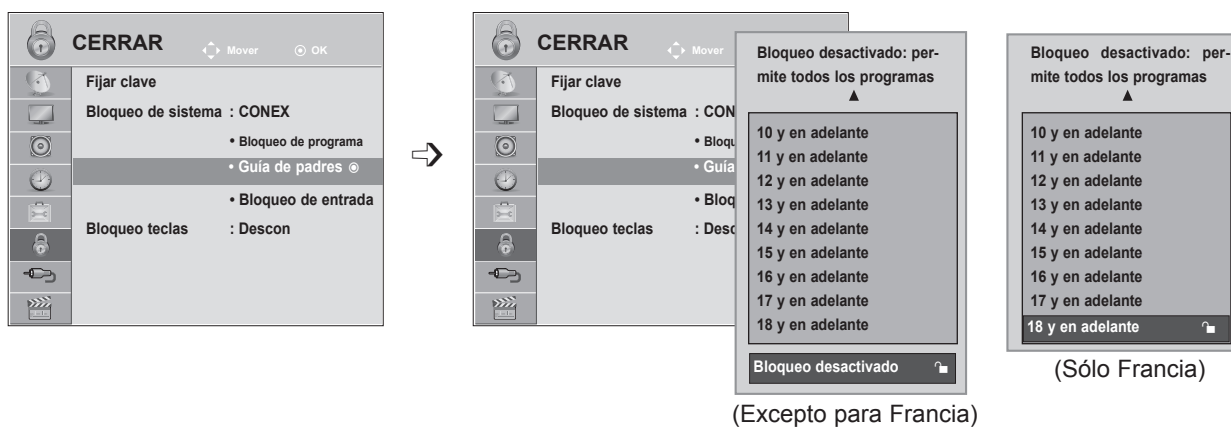 CERRAR
Mover
OK
Fijar clave
Bloqueo de sistema : CONEX
• Bloqueo de programa
• Guía de padres
• Bloqueo de entrada
Bloqueo teclas : Descon
CERRAR
Mover
Fijar clave
Bloqueo de sistema : CON
• Bloqu
• Guía
• Bloq
Bloqueo teclas : Desc
Bloqueo desactivado: per-
mite todos los programas
10 y en adelante
11 y en adelante
12 y en adelante
13 y en adelante
14 y en adelante
15 y en adelante
16 y en adelante
17 y en adelante
18 y en adelante
Bloqueo desactivado
(Excepto para Francia)
Bloqueo desactivado: per-
mite todos los programas
10 y en adelante
11 y en adelante
12 y en adelante
13 y en adelante
14 y en adelante
15 y en adelante
16 y en adelante
17 y en adelante
18 y en adelante
(Sólo Francia)